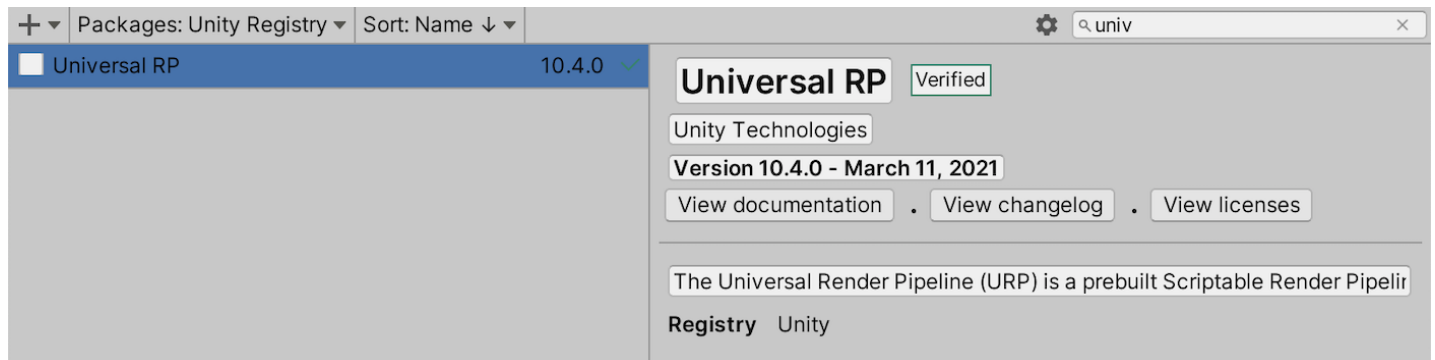 Packages: Unity Registry Sort: Name ↓ univ
Universal RP 10.4.0
Universal RP Verified
Unity Technologies
Version 10.4.0 - March 11, 2021
View documentation . View changelog . View licenses
The Universal Render Pipeline (URP) is a prebuilt Scriptable Render
Registry Unity